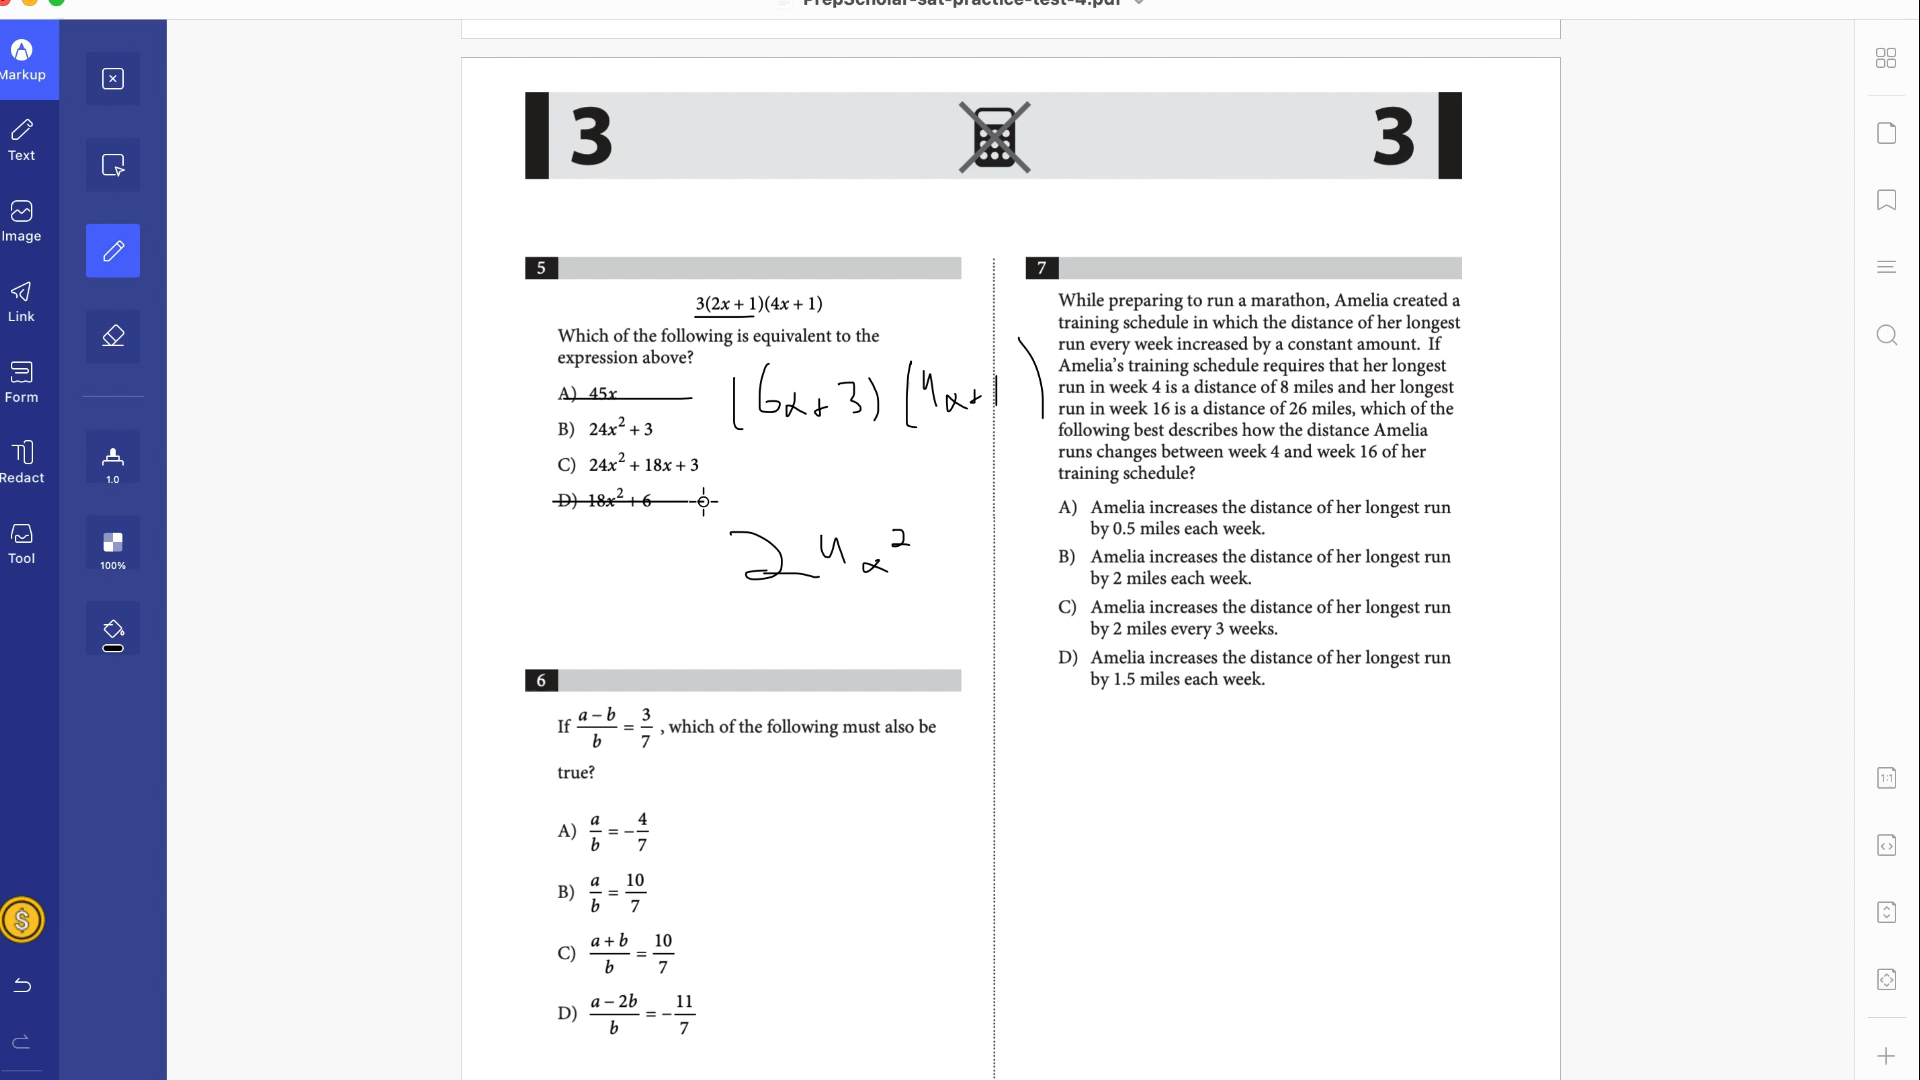 PrepScholar-sat-practice-test-4.pdf
Markup
Text
Image
Link
Form
Redact
Tool
1.0
100%
$
3
3
5
3(2x + 1)(4x + 1)
Which of the following is equivalent to the
expression above?
A) 45x
B) 24x² + 3
C) 24x² + 18x + 3
D) 18x² + 6
(6x + 3) (4x + 1)
24x²
6
If (a − b)/b = 3/7 , which of the following must also be
true?
A) a/b = −4/7
B) a/b = 10/7
C) (a + b)/b = 10/7
D) (a − 2b)/b = −11/7
7
While preparing to run a marathon, Amelia created a
training schedule in which the distance of her longest
run every week increased by a constant amount. If
Amelia’s training schedule requires that her longest
run in week 4 is a distance of 8 miles and her longest
run in week 16 is a distance of 26 miles, which of the
following best describes how the distance Amelia
runs changes between week 4 and week 16 of her
training schedule?
A) Amelia increases the distance of her longest run
by 0.5 miles each week.
B) Amelia increases the distance of her longest run
by 2 miles each week.
C) Amelia increases the distance of her longest run
by 2 miles every 3 weeks.
D) Amelia increases the distance of her longest run
by 1.5 miles each week.
1:1